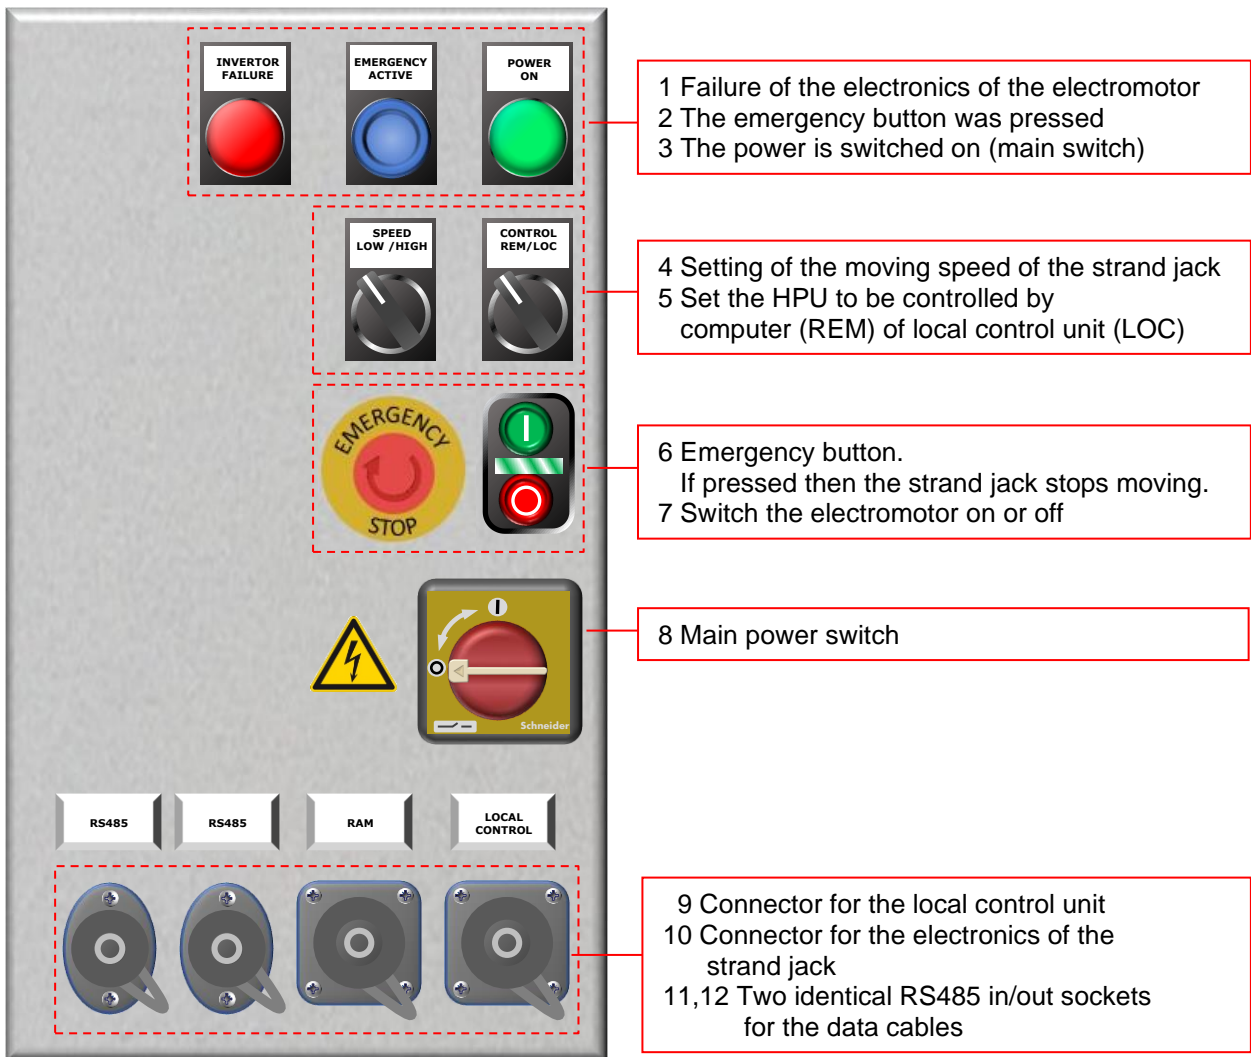 INVERTOR
FAILURE
EMERGENCY
ACTIVE
POWER
ON
1 Failure of the electronics of the electromotor
2 The emergency button was pressed
3 The power is switched on (main switch)
SPEED
LOW /HIGH
CONTROL
REM/LOC
4 Setting of the moving speed of the strand jack
5 Set the HPU to be controlled by
computer (REM) of local control unit (LOC)
EMERGENCY
STOP
6 Emergency button.
If pressed then the strand jack stops moving.
7 Switch the electromotor on or off
8 Main power switch
Schneider
RS485
RS485
RAM
LOCAL
CONTROL
9 Connector for the local control unit
10 Connector for the electronics of the
strand jack
11,12 Two identical RS485 in/out sockets
for the data cables